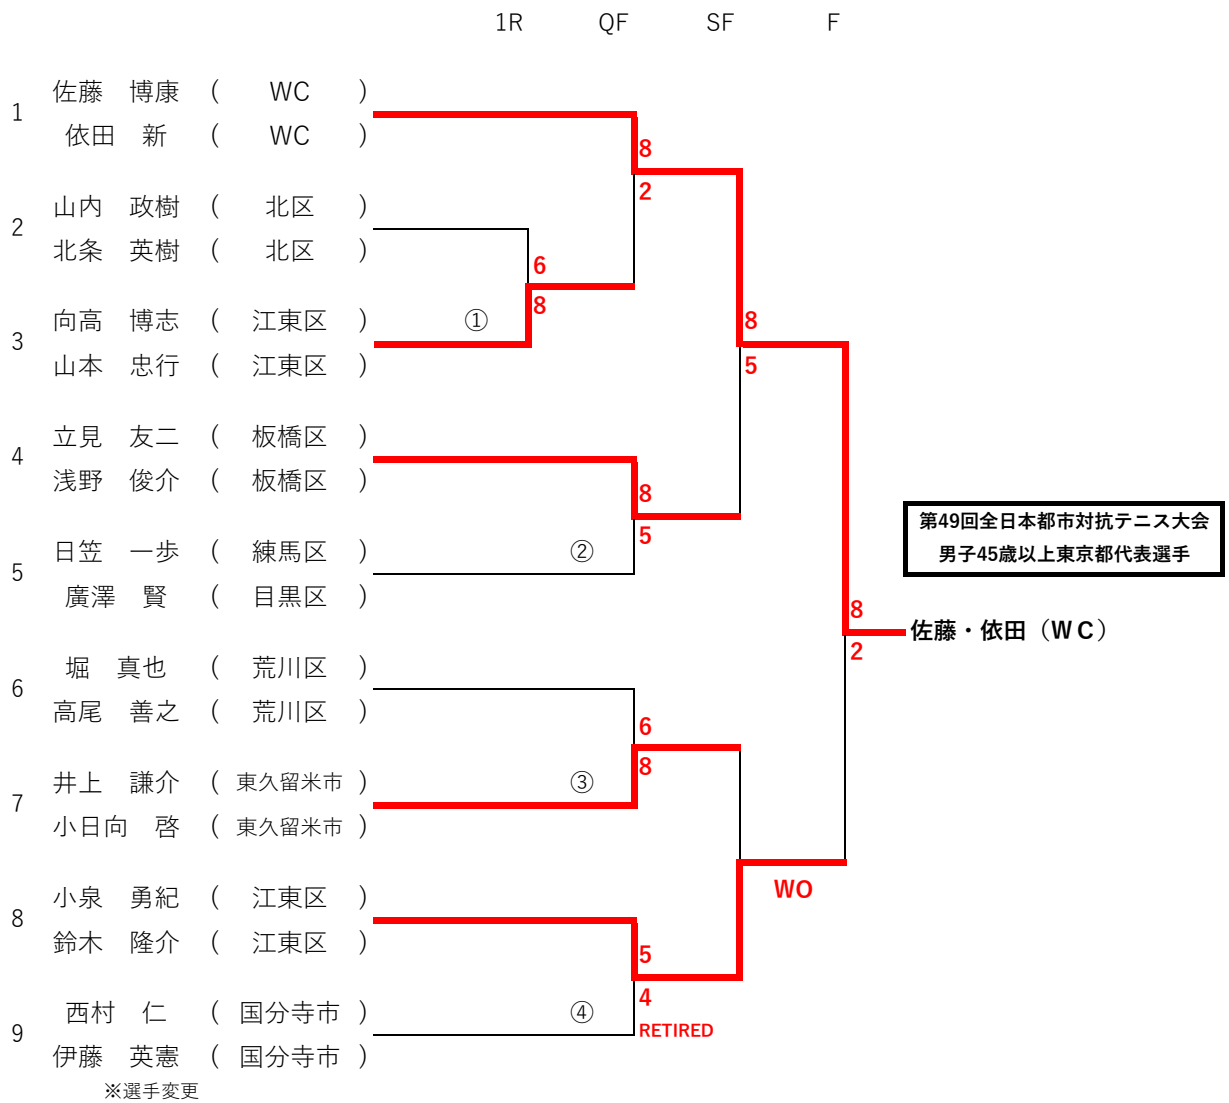 1R QF SF F
佐藤 博康 ( WC )
1
依田 新 ( WC )
8
2
山内 政樹 ( 北区 )
2
北条 英樹 ( 北区 )
6
8
向高 博志 ( 江東区 ) ①
3
山本 忠行 ( 江東区 )
8
5
立見 友二 ( 板橋区 )
4
浅野 俊介 ( 板橋区 )
8
5
日笠 一歩 ( 練馬区 ) ②
5
廣澤 賢 ( 目黒区 )
第49回全日本都市対抗テニス大会
男子45歳以上東京都代表選手
8
佐藤・依田（ＷＣ）
2
堀 真也 ( 荒川区 )
6
高尾 善之 ( 荒川区 )
6
8
井上 謙介 ( 東久留米市 ) ③
7
小日向 啓 ( 東久留米市 )
WO
小泉 勇紀 ( 江東区 )
8
鈴木 隆介 ( 江東区 )
5
4
RETIRED
西村 仁 ( 国分寺市 ) ④
9
伊藤 英憲 ( 国分寺市 )
※選手変更